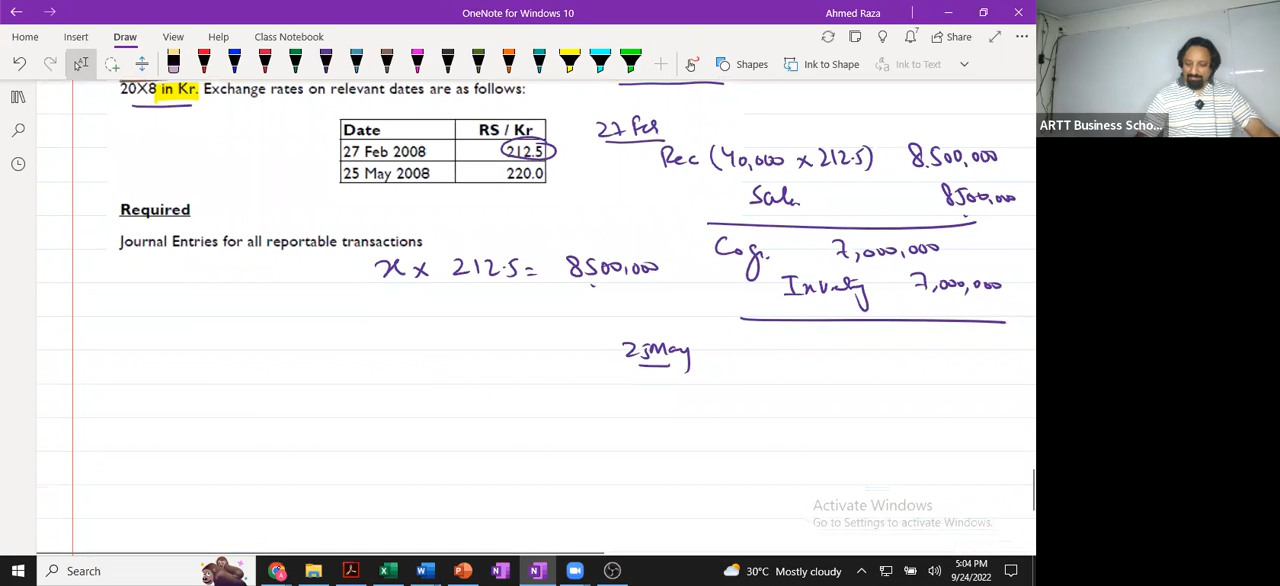 OneNote for Windows 10
Ahmed Raza
Home Insert Draw View Help Class Notebook
Share
Shapes Ink to Shape Ink to Text
20X8 in Kr. Exchange rates on relevant dates are as follows:
Date RS / Kr
27 Feb 2008 212.5
25 May 2008 220.0
Required
Journal Entries for all reportable transactions
x × 212.5 = 8500,000
27 Feb
Rec (40,000 × 212.5) 8,500,000
Sale 8500,000
Cogs. 7,000,000
Inventory 7,000,000
25 May
ARTT Business Scho...
Activate Windows
Go to Settings to activate Windows.
Search
30°C Mostly cloudy
5:04 PM
9/24/2022